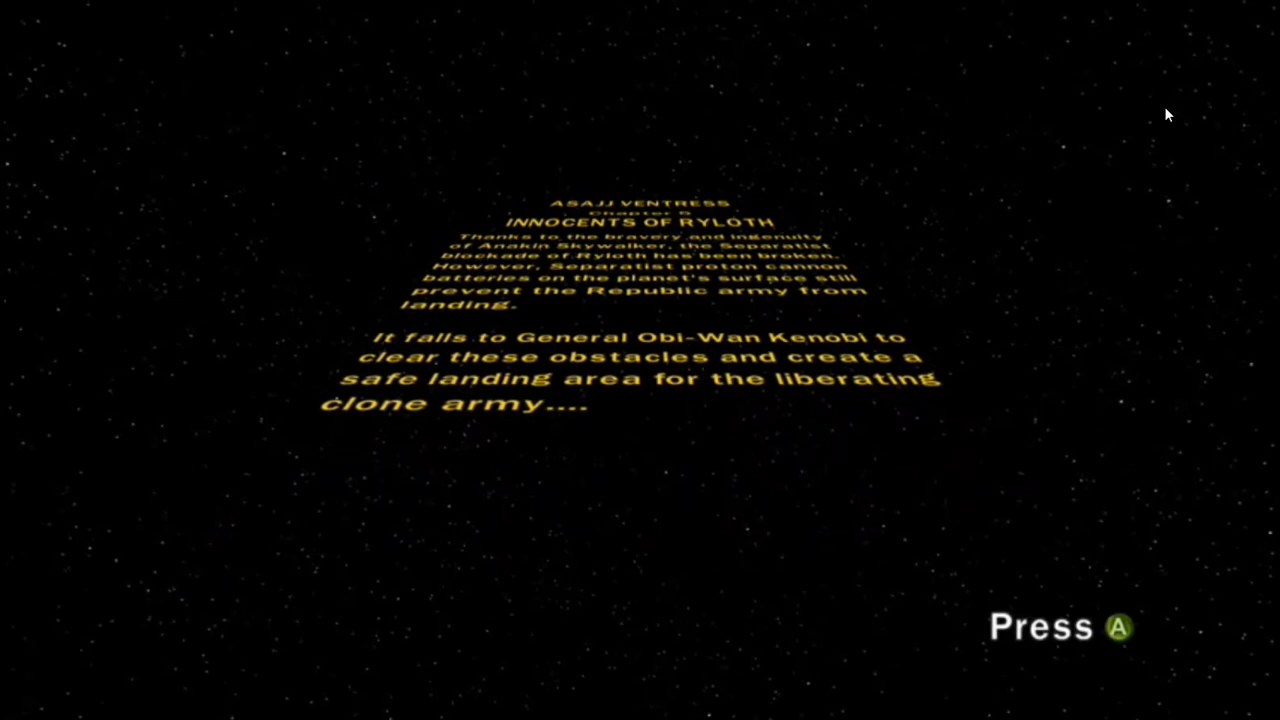 ASAJJ VENTRESS
Chapter 5
INNOCENTS OF RYLOTH
Thanks to the bravery and ingenuity
of Anakin Skywalker, the Separatist
blockade of Ryloth has been broken.
However, Separatist proton cannon
batteries on the planet's surface still
prevent the Republic army from
landing.
It falls to General Obi-Wan Kenobi to
clear these obstacles and create a
safe landing area for the liberating
clone army....
Press A